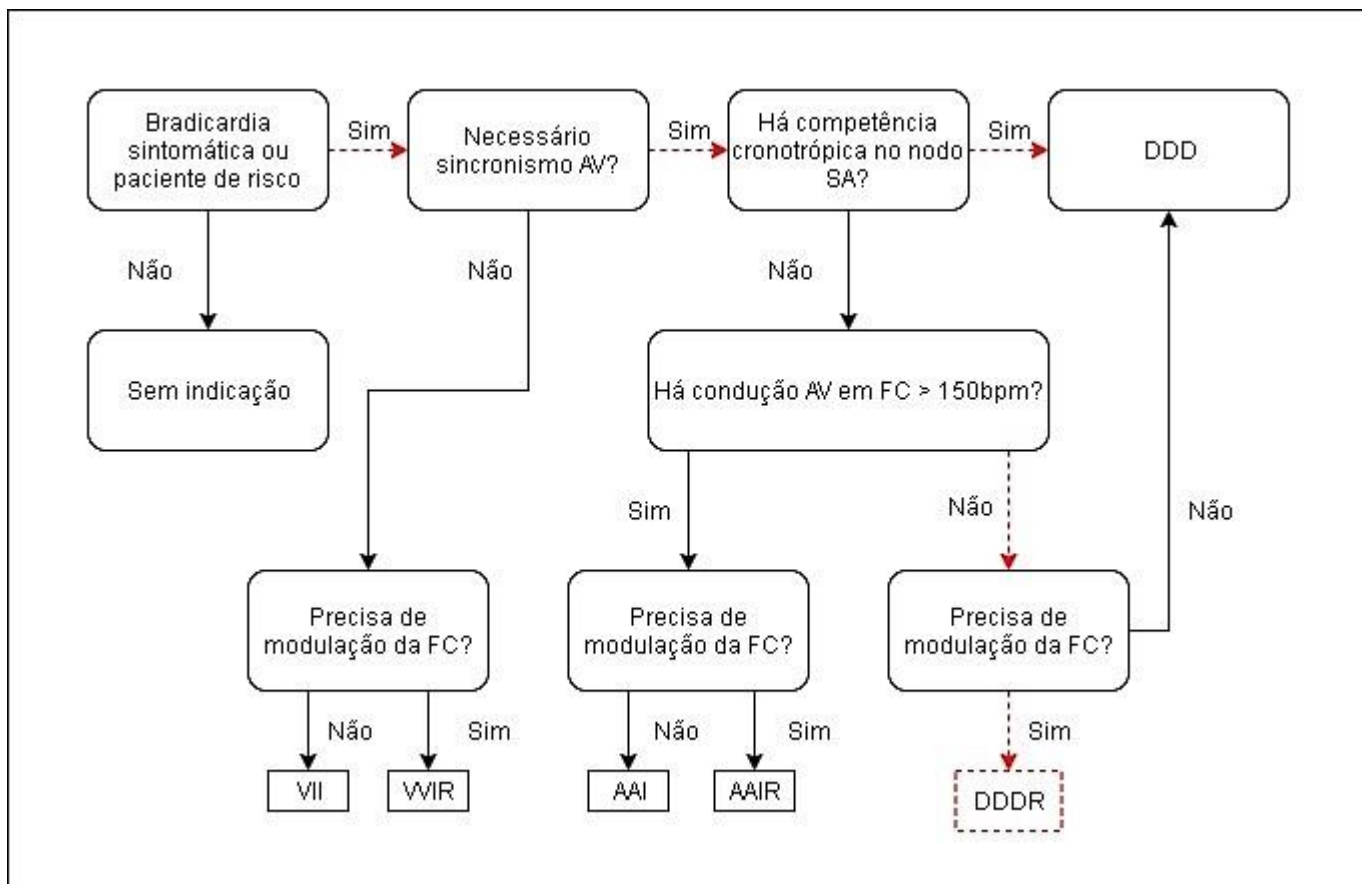 Bradicardia
sintomática ou
paciente de risco
Sim
Necessário
sincronismo AV?
Sim
Há competência
cronotrópica no nodo
SA?
Sim
DDD
Não
Não
Não
Sem indicação
Há condução AV em FC > 150bpm?
Sim
Não
Não
Precisa de
modulação da FC?
Precisa de
modulação da FC?
Precisa de
modulação da FC?
Não
Sim
Não
Sim
Sim
VII
VVIR
AAI
AAIR
DDDR